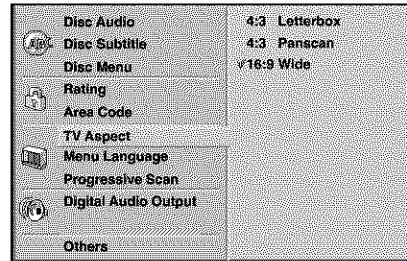 Disc Audio
Disc Subtitle
Disc Menu
Rating
Area Code
TV Aspect
Menu Language
Progressive Scan
Digital Audio Output
Others
4:3 Letterbox
4:3 Panscan
√16:9 Wide